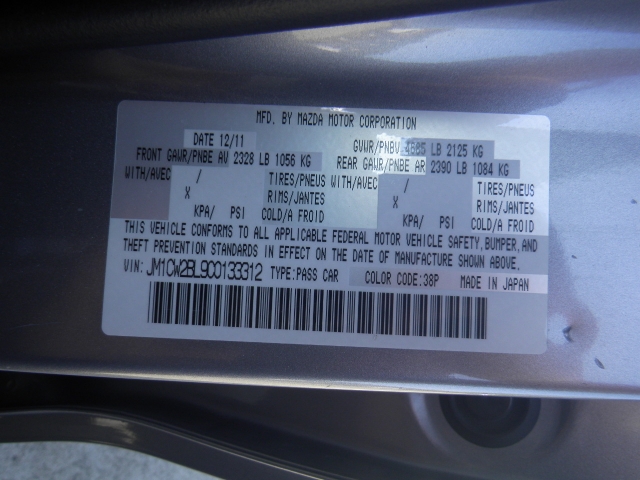 MFD. BY MAZDA MOTOR CORPORATION
DATE 12/11 GVWR/PNBV 4685 LB 2125 KG
FRONT GAWR/PNBE AV 2328 LB 1056 KG REAR GAWR/PNBE AR 2390 LB 1084 KG
WITH/AVEC / TIRES/PNEUS WITH/AVEC / TIRES/PNEUS
X RIMS/JANTES X RIMS/JANTES
KPA/ PSI COLD/A FROID KPA/ PSI COLD/A FROID
THIS VEHICLE CONFORMS TO ALL APPLICABLE FEDERAL MOTOR VEHICLE SAFETY, BUMPER, AND
THEFT PREVENTION STANDARDS IN EFFECT ON THE DATE OF MANUFACTURE SHOWN ABOVE.
VIN: JM1CW2BL9C0133312 TYPE: PASS CAR COLOR CODE: 38P MADE IN JAPAN